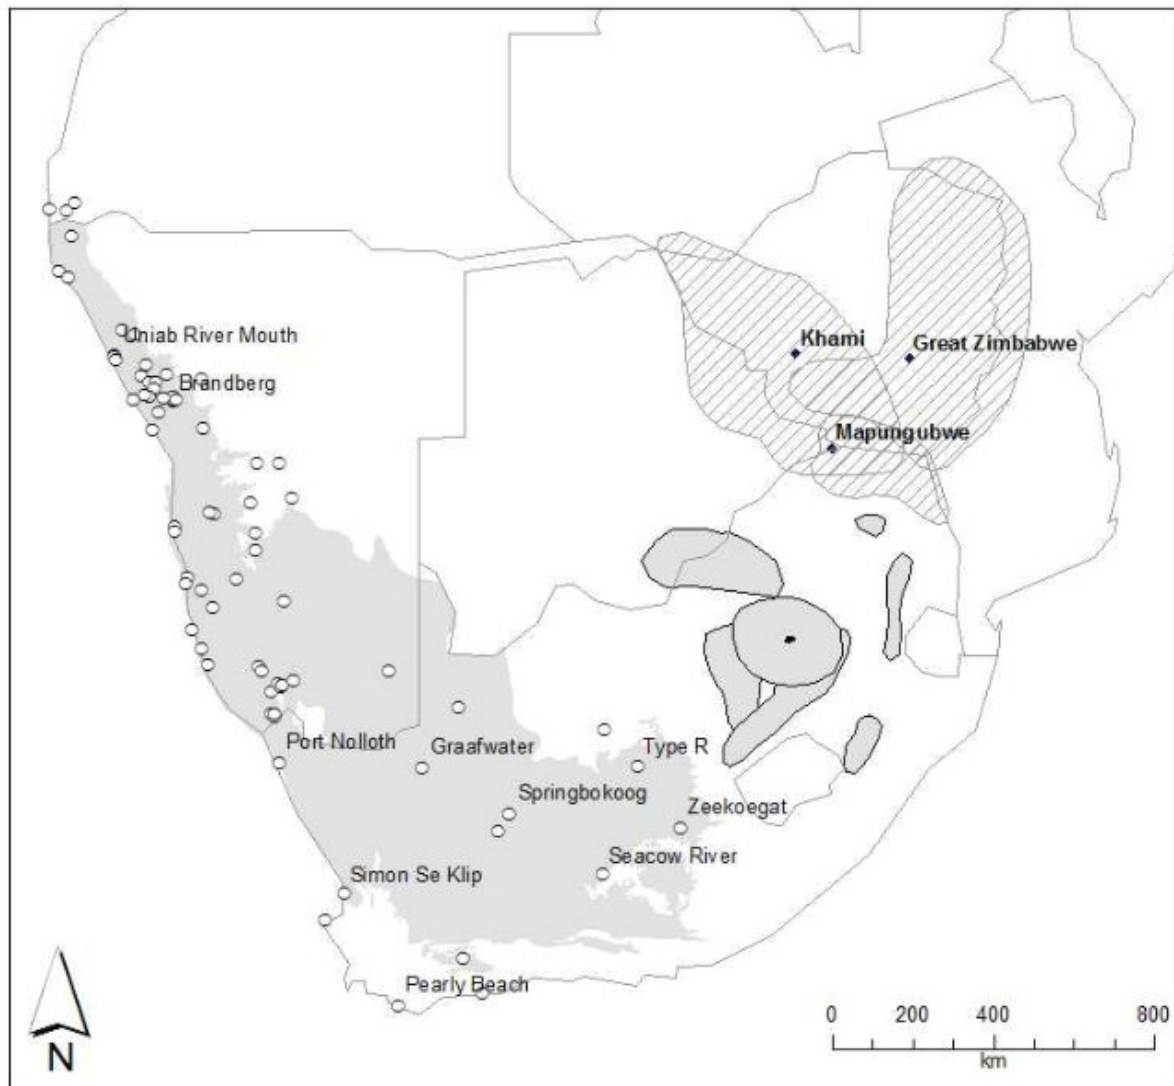 Uniab River Mouth
Khami
Great Zimbabwe
Brandberg
Mapungubwe
Port Nolloth
Graafwater
Type R
Springbokoog
Zeekoegat
Seacow River
Simon Se Klip
Pearly Beach
N
0 200 400 800
km